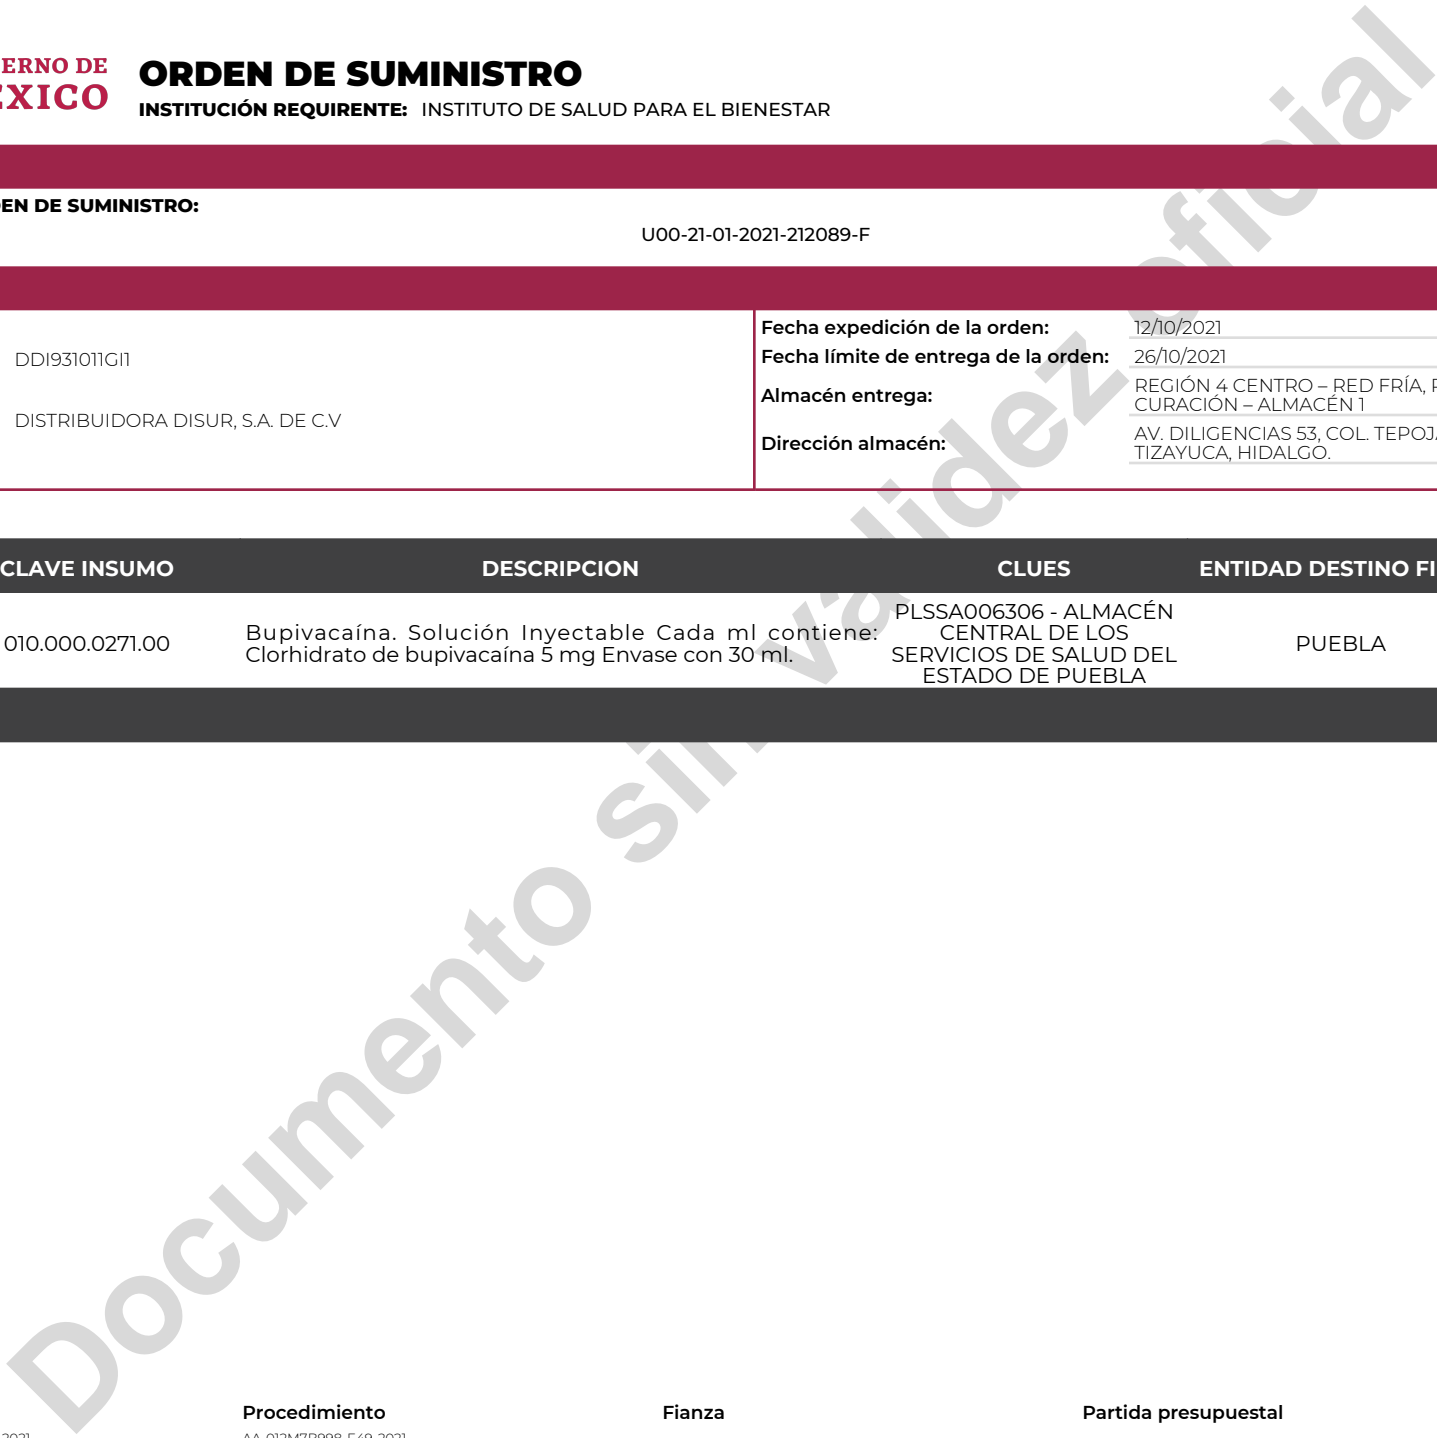 ERNO DE
XICO
ORDEN DE SUMINISTRO
INSTITUCIÓN REQUIRENTE: INSTITUTO DE SALUD PARA EL BIENESTAR
EN DE SUMINISTRO:
U00-21-01-2021-212089-F
DDI931011GI1
DISTRIBUIDORA DISUR, S.A. DE C.V
Fecha expedición de la orden: 12/10/2021
Fecha límite de entrega de la orden: 26/10/2021
Almacén entrega: REGIÓN 4 CENTRO – RED FRÍA,
CURACIÓN – ALMACÉN 1
Dirección almacén: AV. DILIGENCIAS 53, COL. TEPOJ
TIZAYUCA, HIDALGO.
CLAVE INSUMO DESCRIPCION CLUES ENTIDAD DESTINO FI
010.000.0271.00
Bupivacaína. Solución Inyectable Cada ml contiene:
Clorhidrato de bupivacaína 5 mg Envase con 30 ml.
PLSSA006306 - ALMACÉN
CENTRAL DE LOS
SERVICIOS DE SALUD DEL
ESTADO DE PUEBLA
PUEBLA
Documento sin validez oficial
Procedimiento Fianza Partida presupuestal